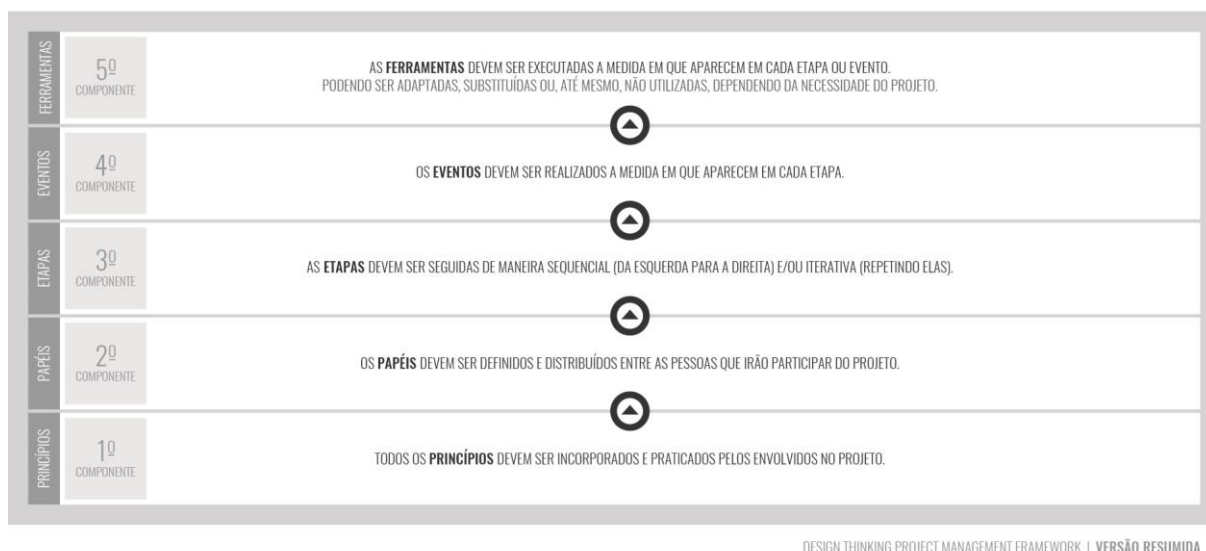 FERRAMENTAS
5º
COMPONENTE
AS FERRAMENTAS DEVEM SER EXECUTADAS A MEDIDA EM QUE APARECEM EM CADA ETAPA OU EVENTO.
PODENDO SER ADAPTADAS, SUBSTITUÍDAS OU, ATÉ MESMO, NÃO UTILIZADAS, DEPENDENDO DA NECESSIDADE DO PROJETO.
EVENTOS
4º
COMPONENTE
OS EVENTOS DEVEM SER REALIZADOS A MEDIDA EM QUE APARECEM EM CADA ETAPA.
ETAPAS
3º
COMPONENTE
AS ETAPAS DEVEM SER SEGUIDAS DE MANEIRA SEQUENCIAL (DA ESQUERDA PARA A DIREITA) E/OU ITERATIVA (REPETINDO ELAS).
PAPÉIS
2º
COMPONENTE
OS PAPÉIS DEVEM SER DEFINIDOS E DISTRIBUÍDOS ENTRE AS PESSOAS QUE IRÃO PARTICIPAR DO PROJETO.
PRINCÍPIOS
1º
COMPONENTE
TODOS OS PRINCÍPIOS DEVEM SER INCORPORADOS E PRATICADOS PELOS ENVOLVIDOS NO PROJETO.
DESIGN THINKING PROJECT MANAGEMENT FRAMEWORK | VERSÃO RESUMIDA